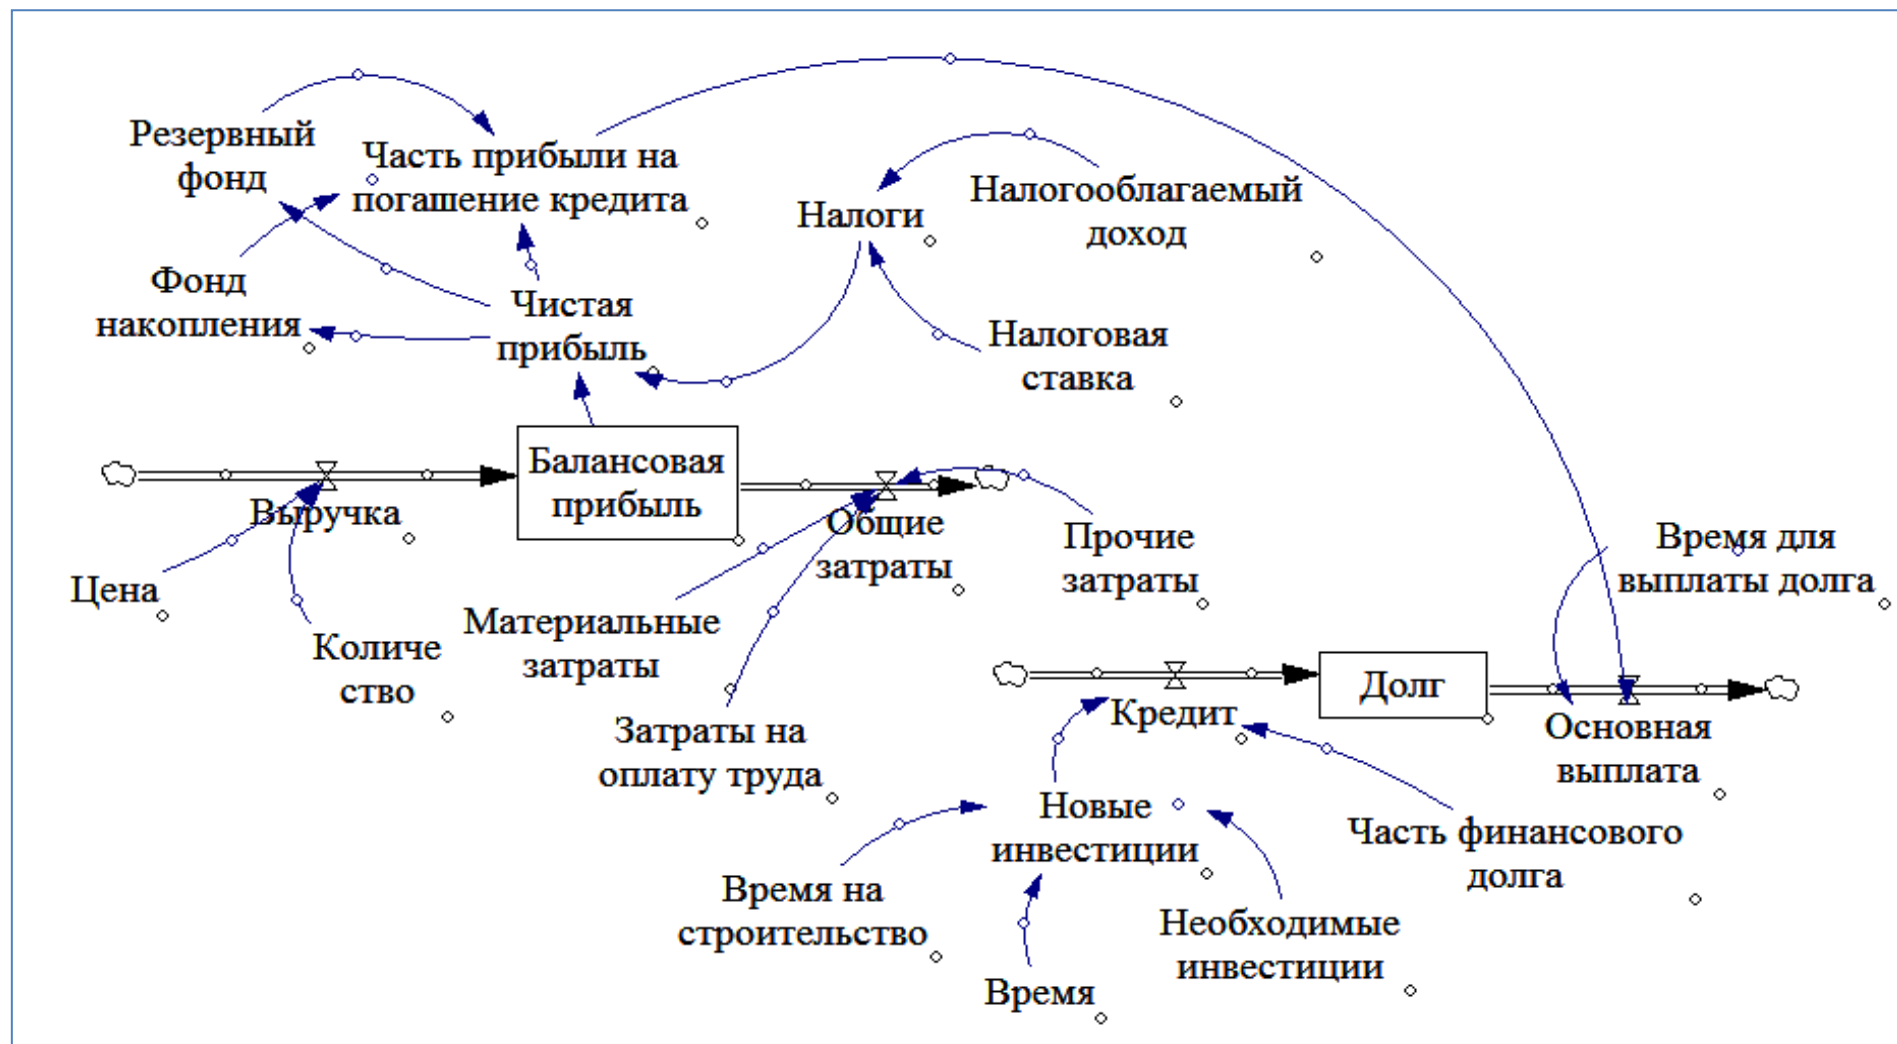 Резервный
фонд
Часть прибыли на
погашение кредита
Налоги
Налогооблагаемый
доход
Фонд
накопления
Чистая
прибыль
Налоговая
ставка
Выручка
Балансовая
прибыль
Общие
затраты
Прочие
затраты
Время для
выплаты долга
Цена
Количе
ство
Материальные
затраты
Затраты на
оплату труда
Кредит
Долг
Основная
выплата
Новые
инвестиции
Часть финансового
долга
Время на
строительство
Необходимые
инвестиции
Время